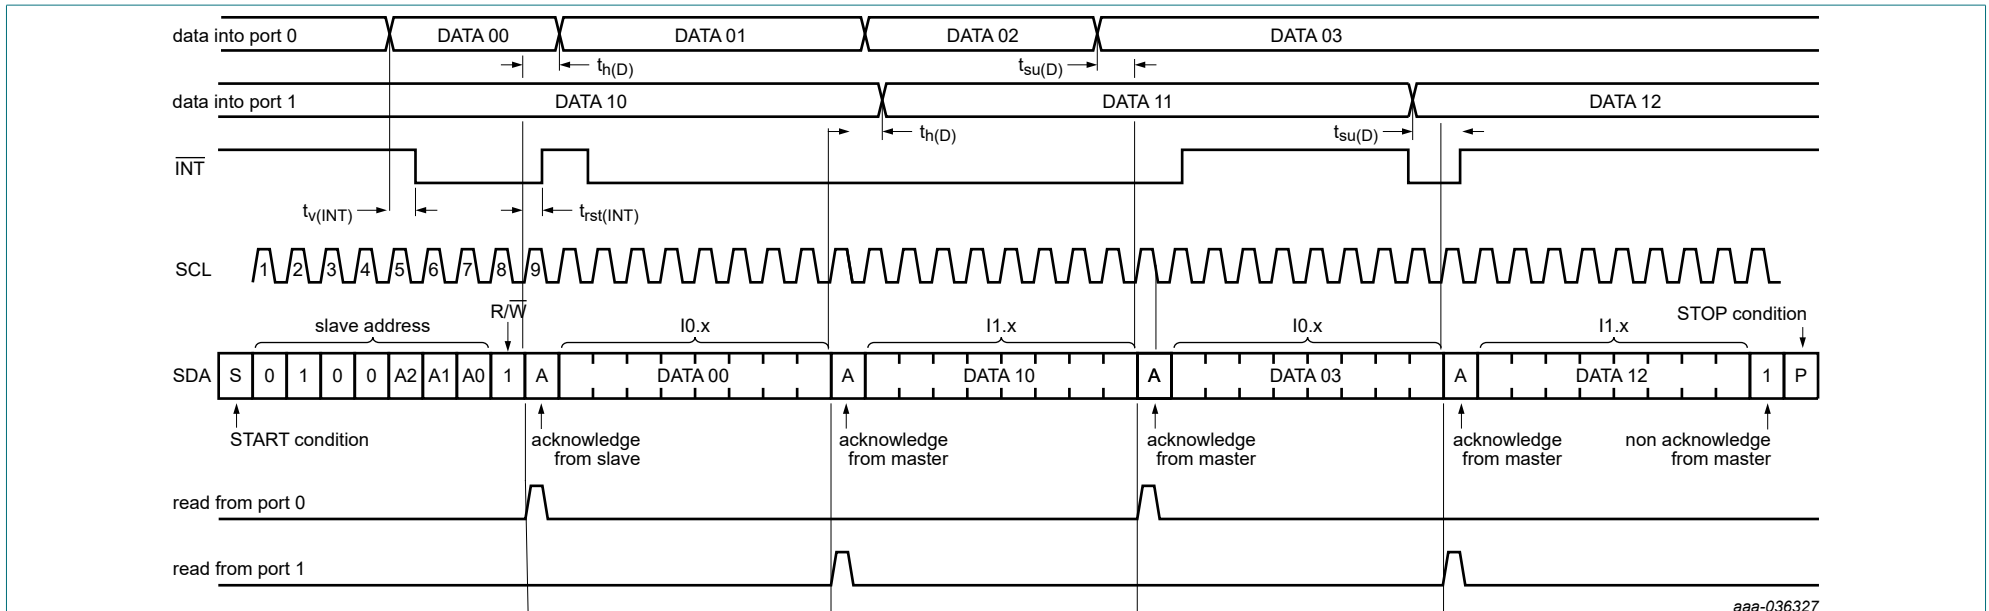 data into port 0 DATA 00 DATA 01 DATA 02 DATA 03
th(D) tsu(D)
data into port 1 DATA 10 DATA 11 DATA 12
th(D) tsu(D)
INT
tv(INT) trst(INT)
SCL 1 2 3 4 5 6 7 8 9
R/W
slave address I0.x I1.x I0.x I1.x STOP condition
SDA S 0 1 0 0 A2 A1 A0 1 A DATA 00 A DATA 10 A DATA 03 A DATA 12 1 P
START condition acknowledge acknowledge acknowledge acknowledge non acknowledge
from slave from master from master from master from master
read from port 0
read from port 1
aaa-036327